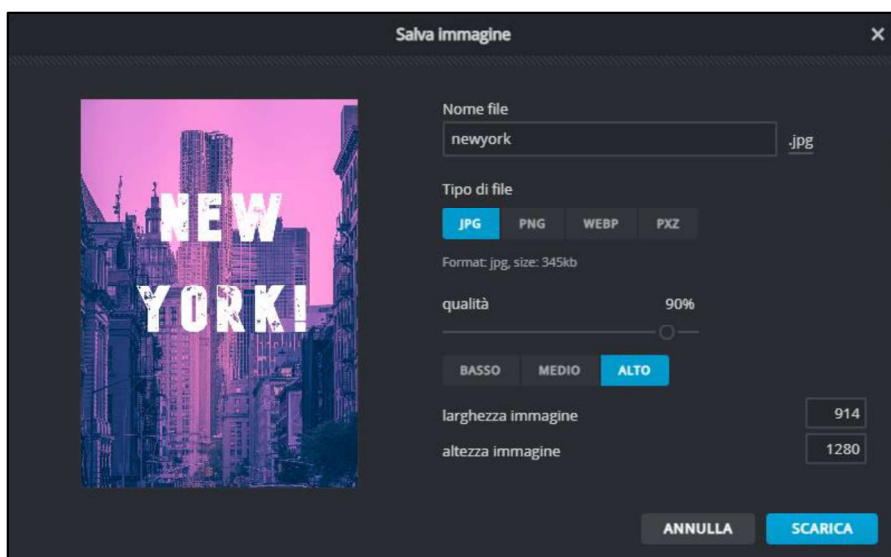 Salva immagine
×
NEW
YORK!
Nome file
newyork .jpg
Tipo di file
JPG PNG WEBP PXZ
Format: jpg, size: 345kb
qualità 90%
BASSO MEDIO ALTO
larghezza immagine 914
altezza immagine 1280
ANNULLA SCARICA